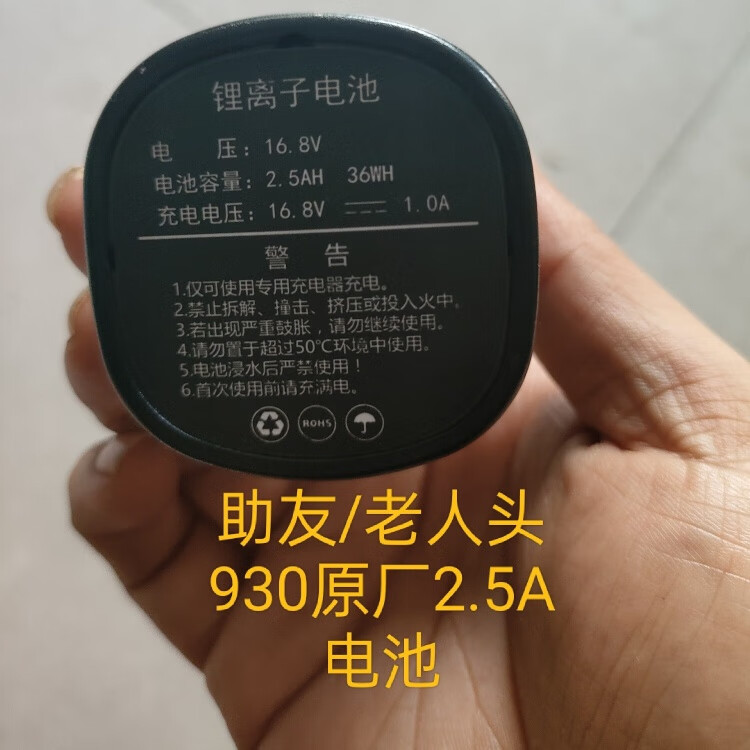 锂离子电池
电 压：16.8V
电池容量：2.5AH 36WH
充电电压：16.8V ⎓ 1.0A
警 告
1.仅可使用专用充电器充电。
2.禁止拆解、撞击、挤压或投入火中。
3.若出现严重鼓胀，请勿继续使用。
4.请勿置于超过50℃环境中使用。
5.电池浸水后严禁使用！
6.首次使用前请充满电。
ROHS
助友/老人头
930原厂2.5A
电池